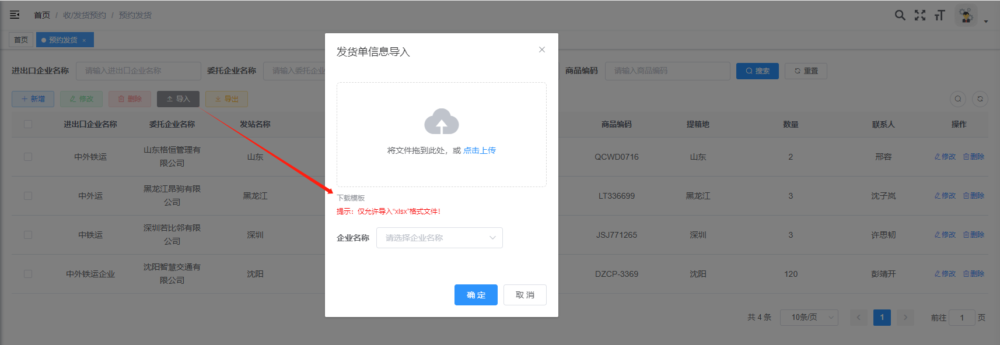 首页 / 收/发货预约 / 预约发货
首页 预约发货 ×
发货单信息导入
进出口企业名称 请输入进出口企业名称 委托企业名称 请输入委托企业 商品编码 请输入商品编码 搜索 重置
新增 修改 删除 导入 导出
将文件拖到此处，或 点击上传
下载模板
提示：仅允许导入“xlsx”格式文件！
企业名称 请选择企业名称
确 定 取 消
进出口企业名称 委托企业名称 发站名称 商品编码 提箱地 数量 联系人 操作
中外铁运 山东格恒管理有
限公司 山东 QCWD0716 山东 2 邢容 修改 删除
中外运 黑龙江昂驹有限
公司 黑龙江 LT336699 黑龙江 3 沈子岚 修改 删除
中铁运 深圳若比邻有限
公司 深圳 JSJ771265 深圳 3 许思韧 修改 删除
中外铁运企业 沈阳智慧交通有
限公司 沈阳 DZCP-3369 沈阳 120 彭靖开 修改 删除
共 4 条 10条/页 1 前往 1 页